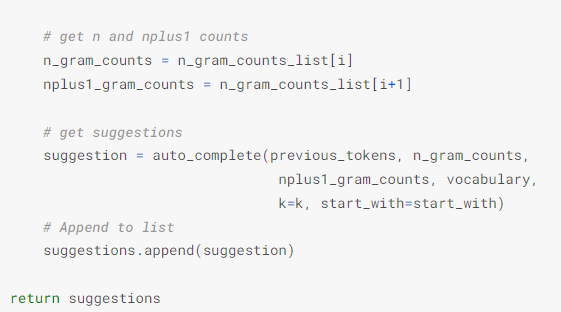 # get n and nplus1 counts
n_gram_counts = n_gram_counts_list[i]
nplus1_gram_counts = n_gram_counts_list[i+1]
# get suggestions
suggestion = auto_complete(previous_tokens, n_gram_counts,
nplus1_gram_counts, vocabulary,
k=k, start_with=start_with)
# Append to list
suggestions.append(suggestion)
return suggestions